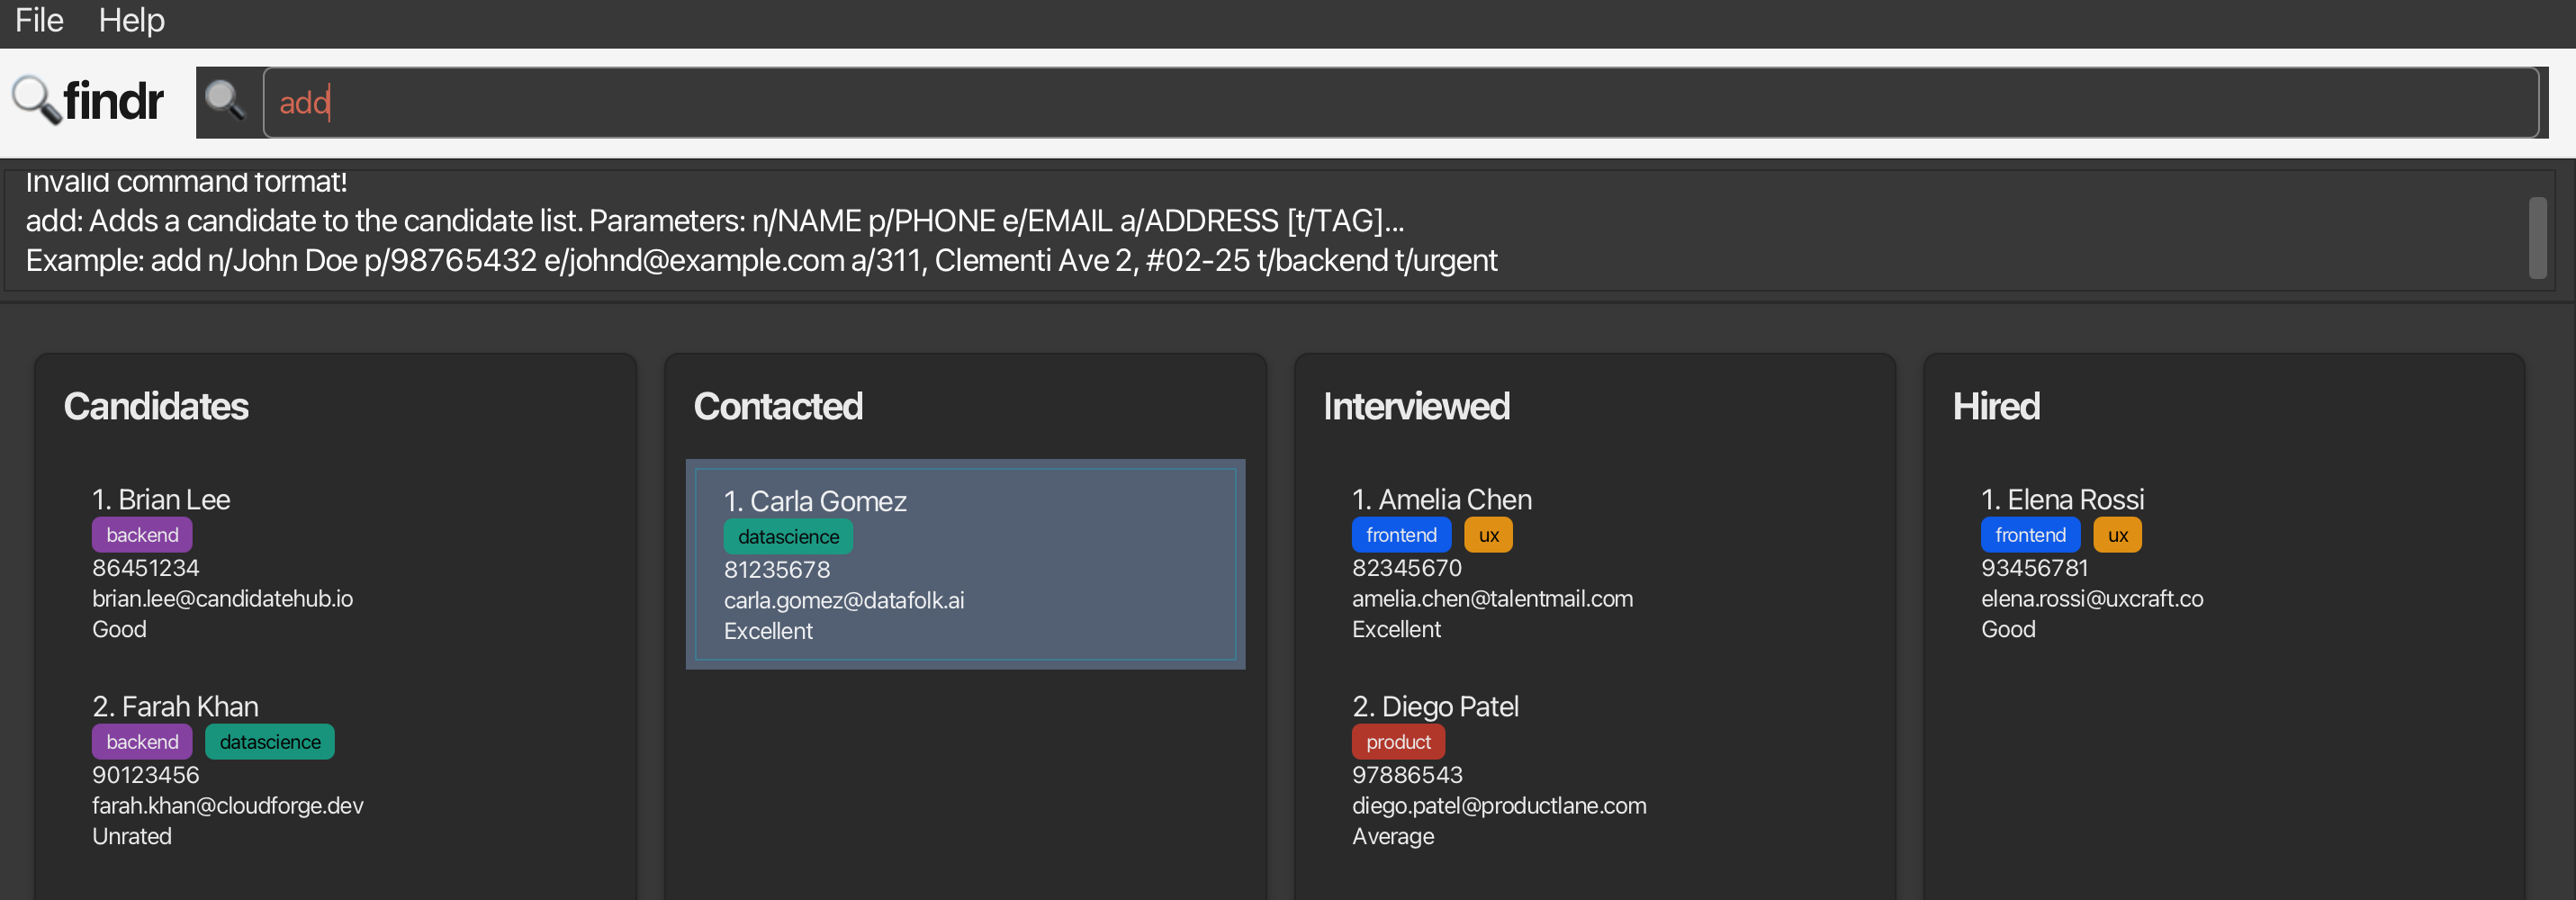 File Help
findr
add
Invalid command format!
add: Adds a candidate to the candidate list. Parameters: n/NAME p/PHONE e/EMAIL a/ADDRESS [t/TAG]...
Example: add n/John Doe p/98765432 e/johnd@example.com a/311, Clementi Ave 2, #02-25 t/backend t/urgent
Candidates
1. Brian Lee
backend
86451234
brian.lee@candidatehub.io
Good
2. Farah Khan
backend datascience
90123456
farah.khan@cloudforge.dev
Unrated
Contacted
1. Carla Gomez
datascience
81235678
carla.gomez@datafolk.ai
Excellent
Interviewed
1. Amelia Chen
frontend ux
82345670
amelia.chen@talentmail.com
Excellent
2. Diego Patel
product
97886543
diego.patel@productlane.com
Average
Hired
1. Elena Rossi
frontend ux
93456781
elena.rossi@uxcraft.co
Good